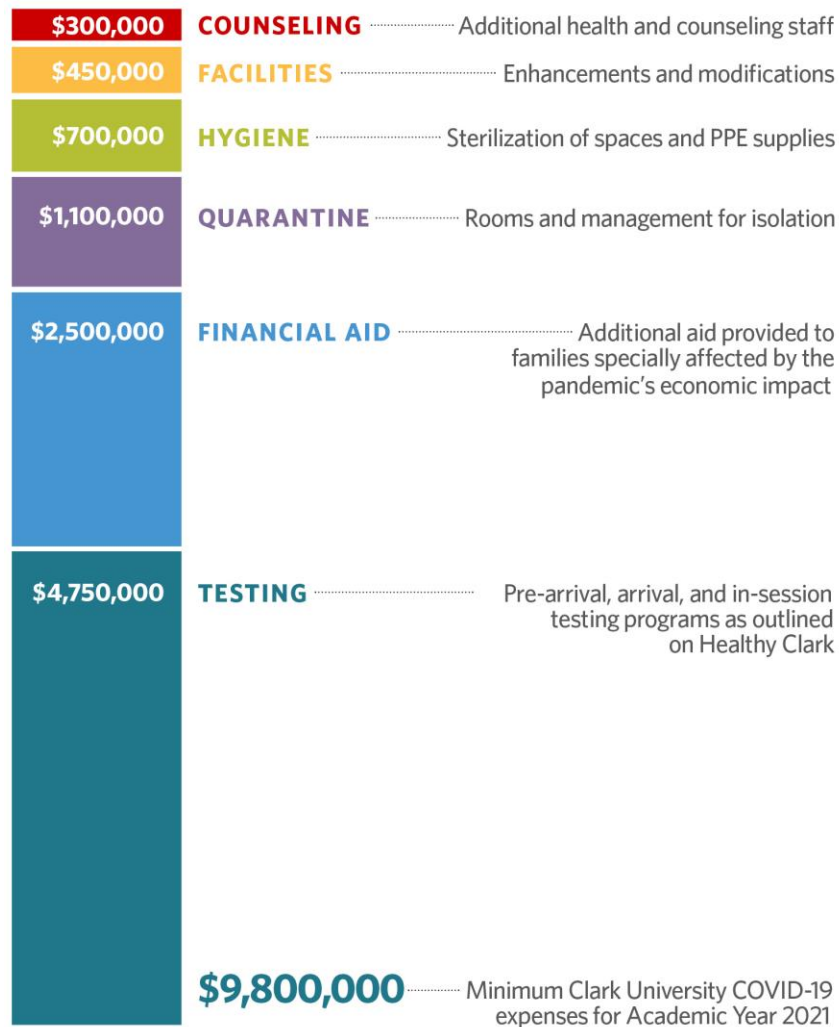 $300,000 COUNSELING Additional health and counseling staff
$450,000 FACILITIES Enhancements and modifications
$700,000 HYGIENE Sterilization of spaces and PPE supplies
$1,100,000 QUARANTINE Rooms and management for isolation
$2,500,000 FINANCIAL AID Additional aid provided to
families specially affected by the
pandemic's economic impact
$4,750,000 TESTING Pre-arrival, arrival, and in-session
testing programs as outlined
on Healthy Clark
$9,800,000 Minimum Clark University COVID-19
expenses for Academic Year 2021